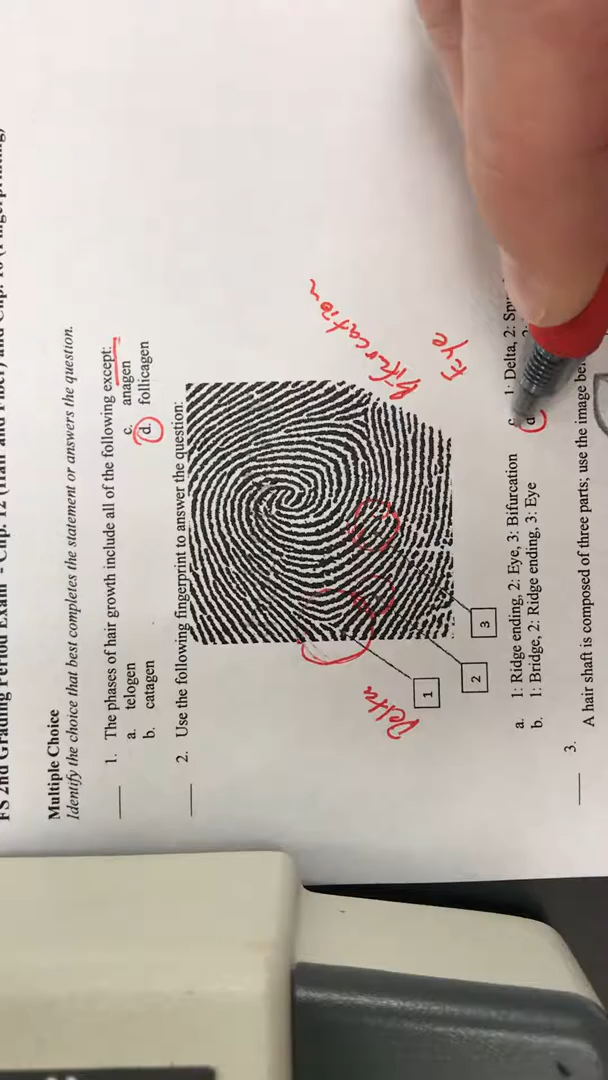 FS 2nd Grading Period Exam - Chp. 12 (Hair and Fiber) and Chp. 10 (Fingerprinting)
Multiple Choice
Identify the choice that best completes the statement or answers the question.
1. The phases of hair growth include all of the following except:
a. telogen
b. catagen
c. anagen
d. follicagen
2. Use the following fingerprint to answer the question:
Delta
bifurcation
Eye
1
2
3
a. 1: Ridge ending, 2: Eye, 3: Bifurcation
b. 1: Bridge, 2: Ridge ending, 3: Eye
c. 1: Delta, 2:
d.
3. A hair shaft is composed of three parts; use the image